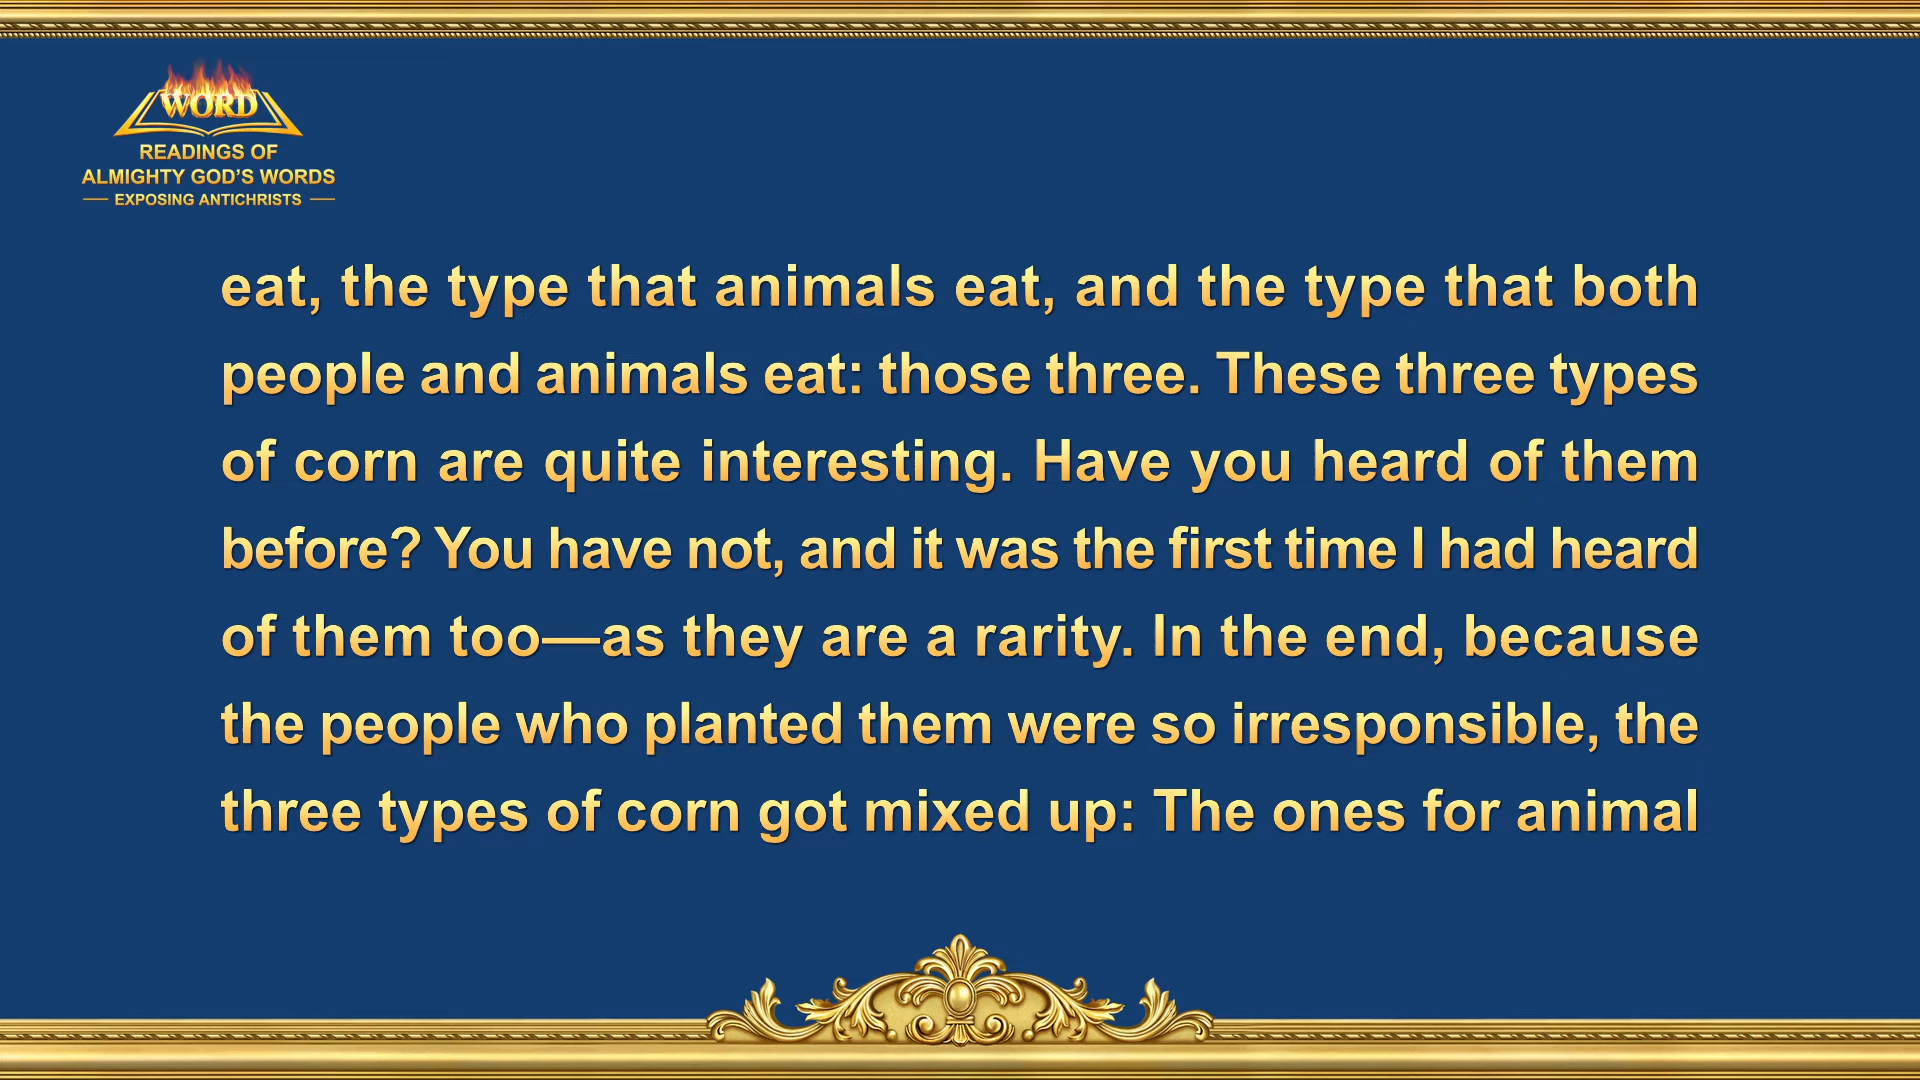 WORD
READINGS OF
ALMIGHTY GOD'S WORDS
EXPOSING ANTICHRISTS
eat, the type that animals eat, and the type that both
people and animals eat: those three. These three types
of corn are quite interesting. Have you heard of them
before? You have not, and it was the first time I had heard
of them too—as they are a rarity. In the end, because
the people who planted them were so irresponsible, the
three types of corn got mixed up: The ones for animal